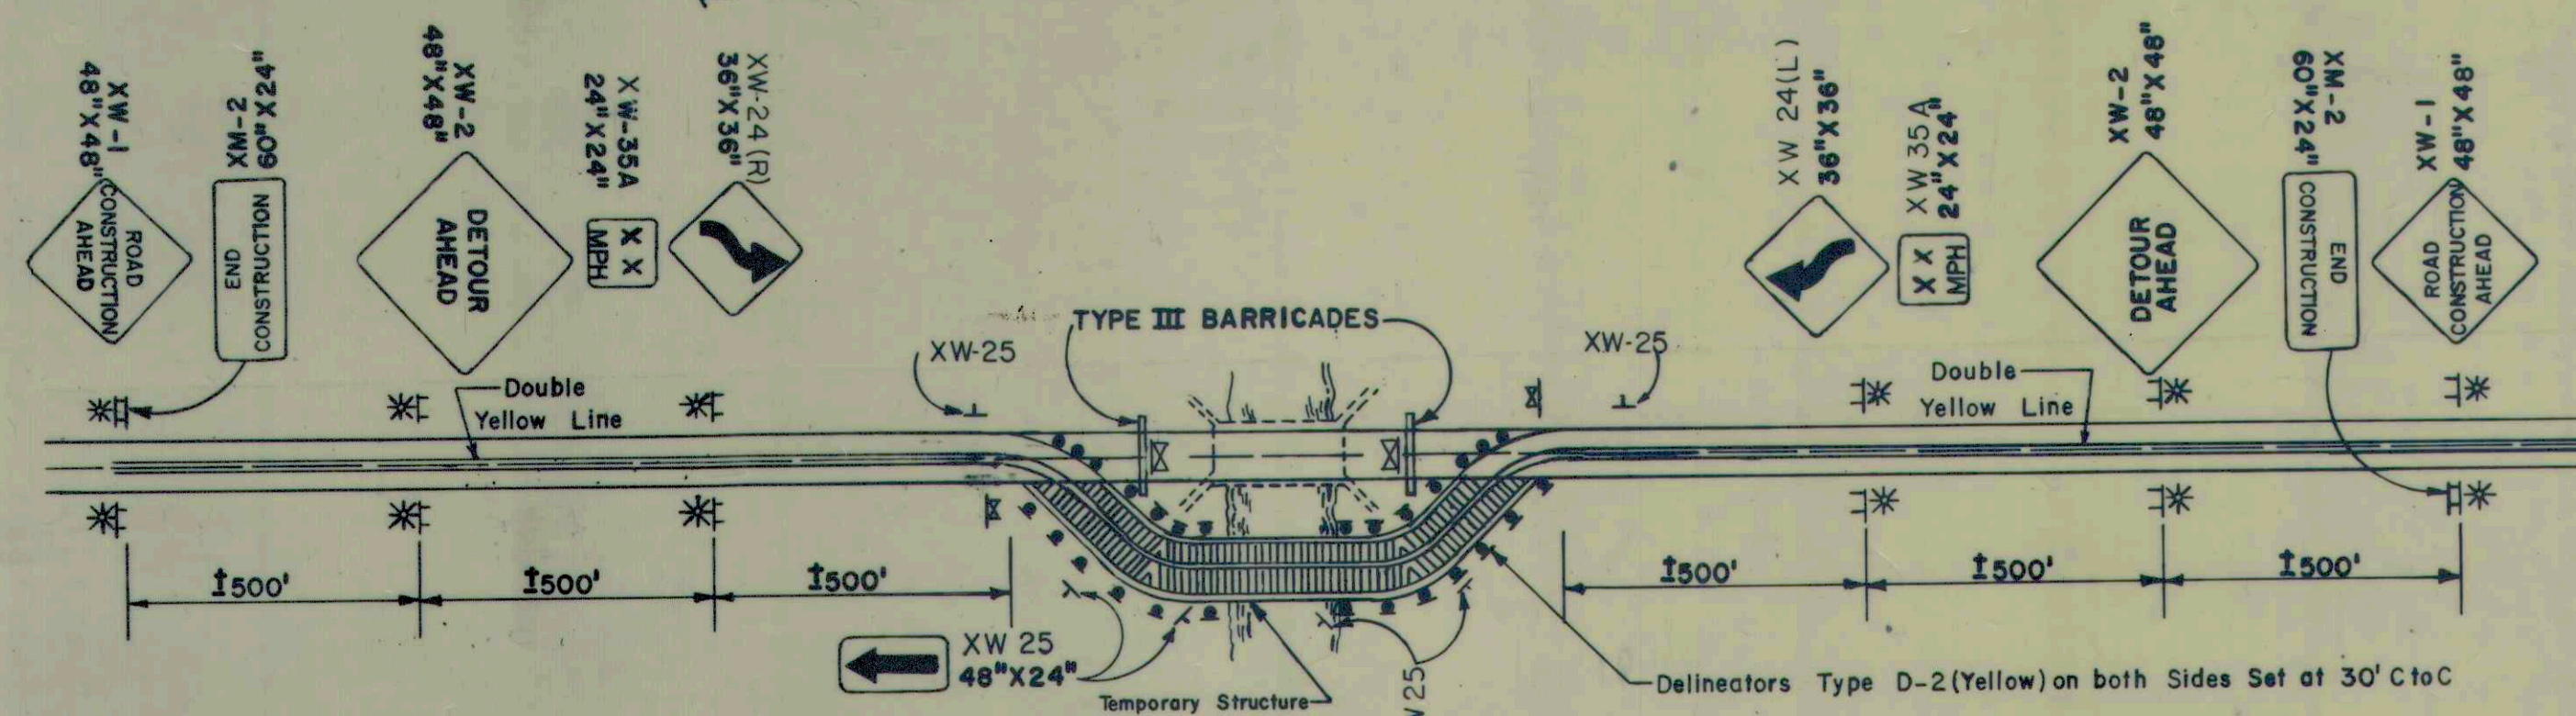 XW-1
48"X48"
ROAD
CONSTRUCTION
AHEAD
XM-2
60"X24"
END
CONSTRUCTION
XW-2
48"X48"
DETOUR
AHEAD
XW-35A
24"X24"
X X
MPH
XW-24(R)
36"X36"
XW 24(L)
36"X36"
XW 35A
24"X24"
X X
MPH
XW-2
48"X48"
DETOUR
AHEAD
XM-2
60"X24"
END
CONSTRUCTION
XW-1
48"X48"
ROAD
CONSTRUCTION
AHEAD
TYPE III BARRICADES
XW-25
XW-25
Double
Yellow Line
Double
Yellow Line
±500'
±500'
±500'
±500'
±500'
±500'
XW 25
48"X24"
Temporary Structure
25
Delineators Type D-2(Yellow) on both Sides Set at 30' C to C